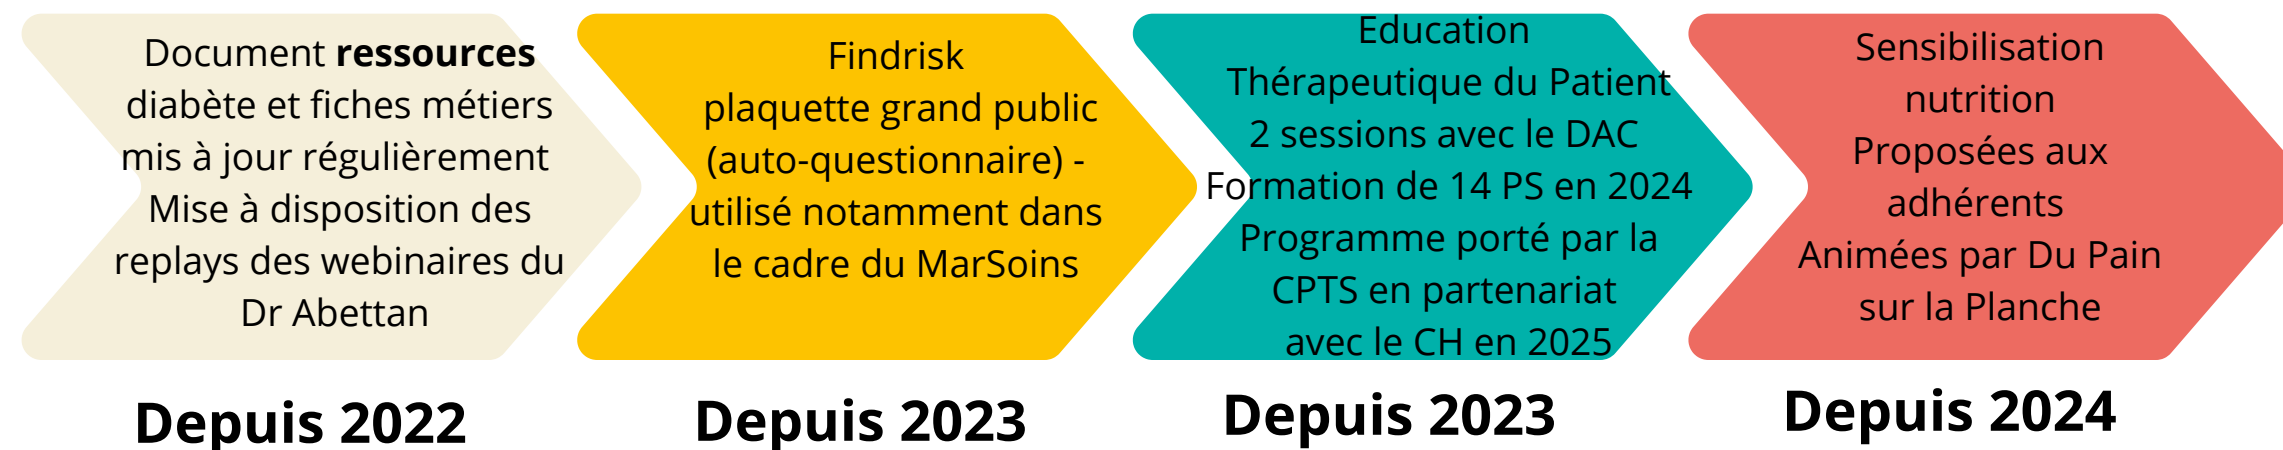 Document ressources
diabète et fiches métiers
mis à jour régulièrement
Mise à disposition des
replays des webinaires du
Dr Abettan
Depuis 2022
Findrisk
plaquette grand public
(auto-questionnaire) -
utilisé notamment dans
le cadre du MarSoins
Depuis 2023
Education
Thérapeutique du Patient
2 sessions avec le DAC
Formation de 14 PS en 2024
Programme porté par la
CPTS en partenariat
avec le CH en 2025
Depuis 2023
Sensibilisation
nutrition
Proposées aux
adhérents
Animées par Du Pain
sur la Planche
Depuis 2024